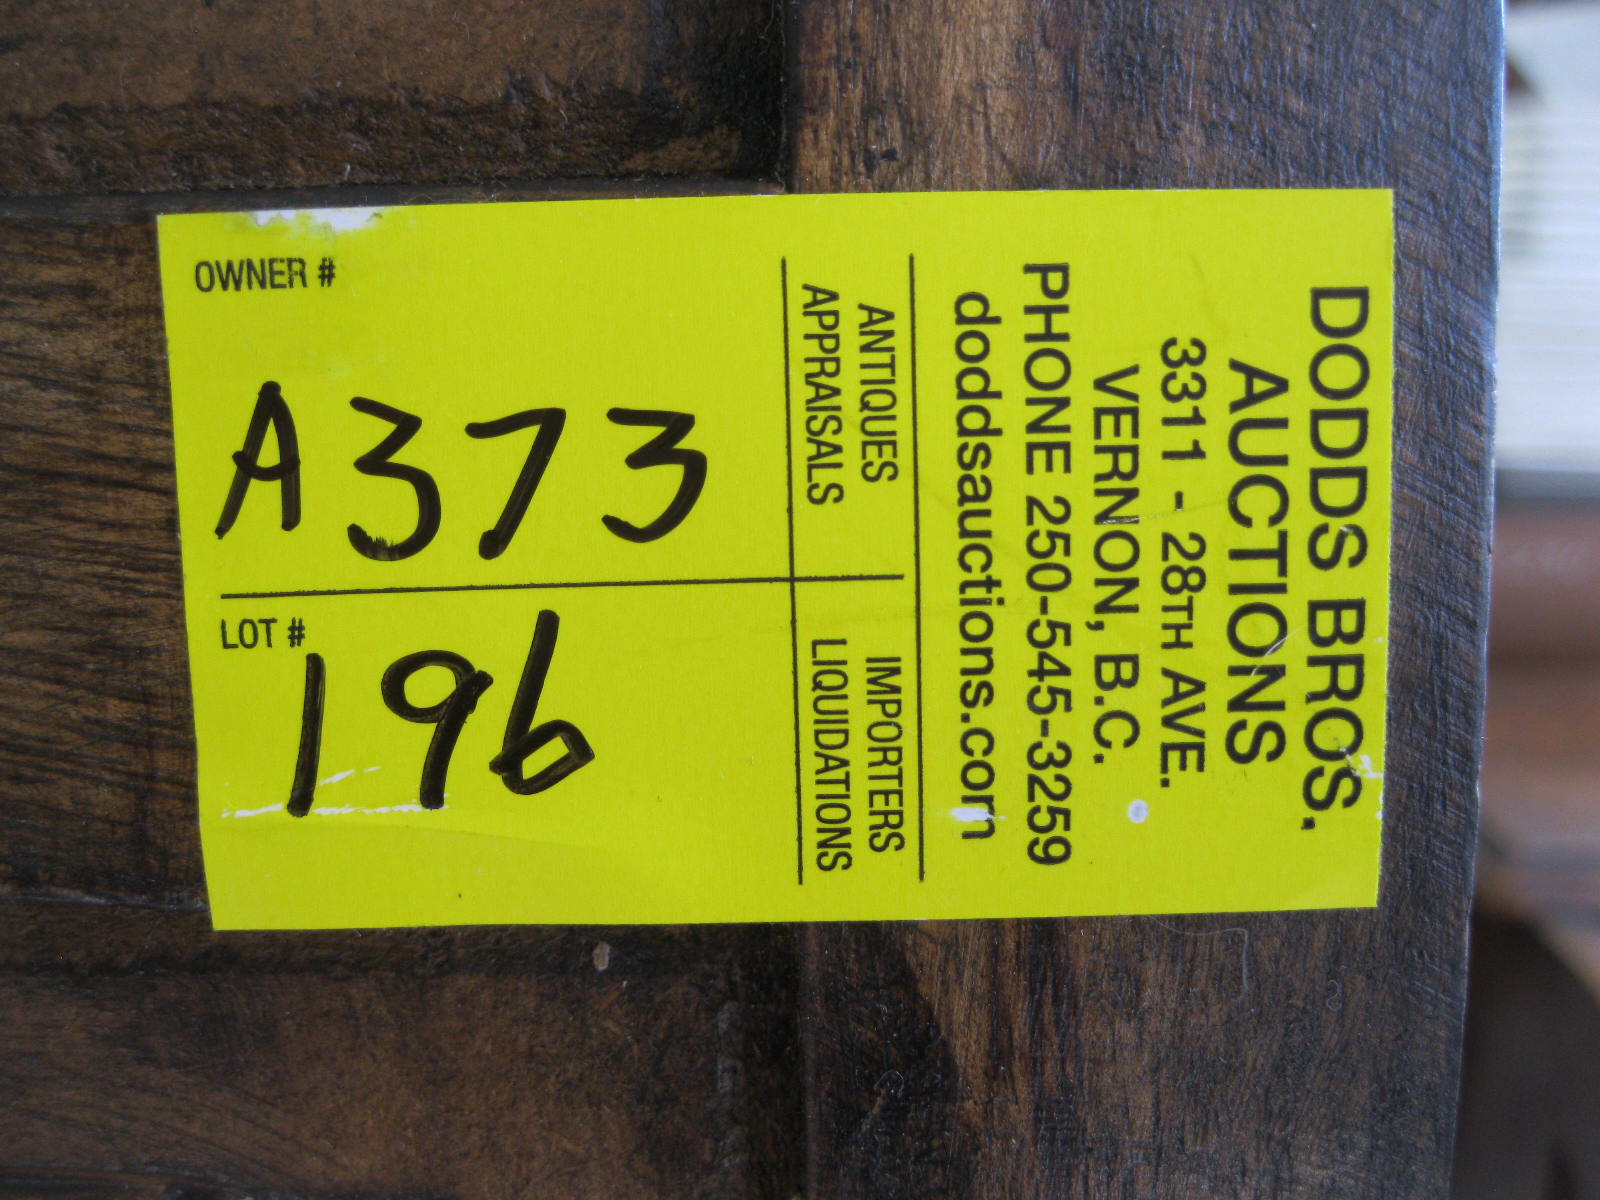 DODDS BROS.
AUCTIONS
3311 - 28TH AVE.
VERNON, B.C.
PHONE 250-545-3259
doddsauctions.com
ANTIQUES
APPRAISALS
IMPORTERS
LIQUIDATIONS
OWNER #
A373
LOT #
196